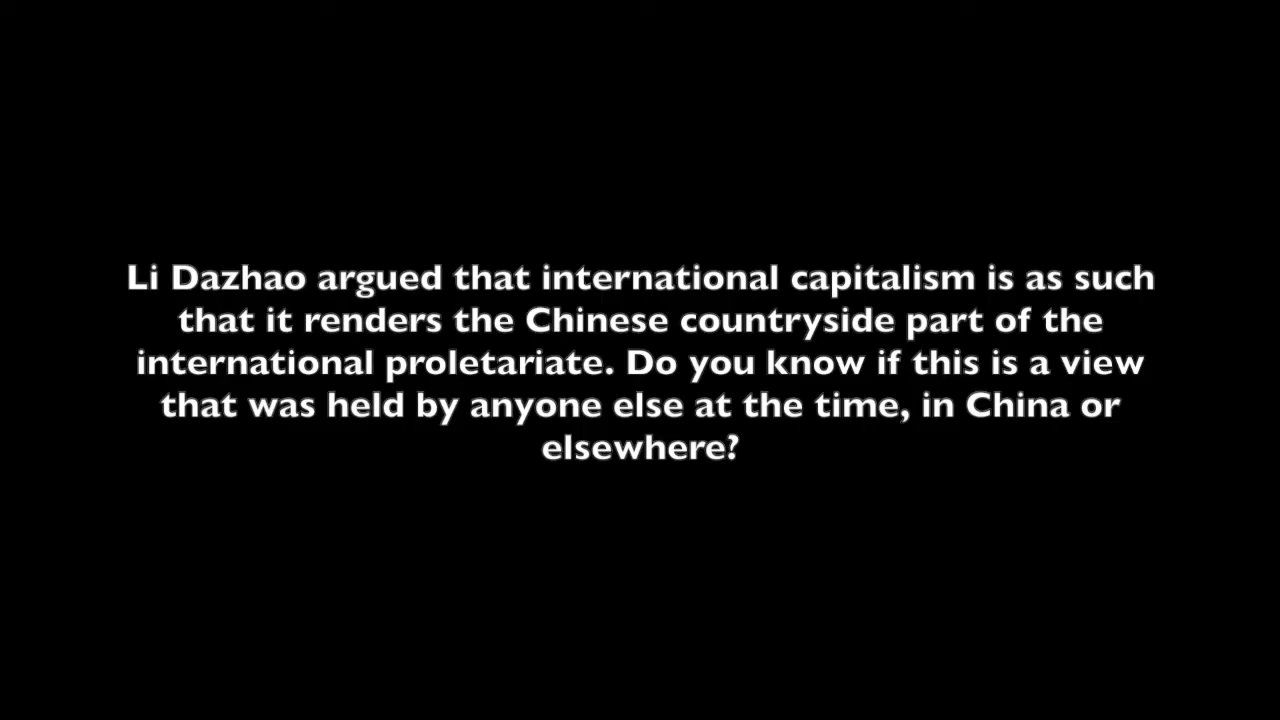 Li Dazhao argued that international capitalism is as such
that it renders the Chinese countryside part of the
international proletariate. Do you know if this is a view
that was held by anyone else at the time, in China or
elsewhere?